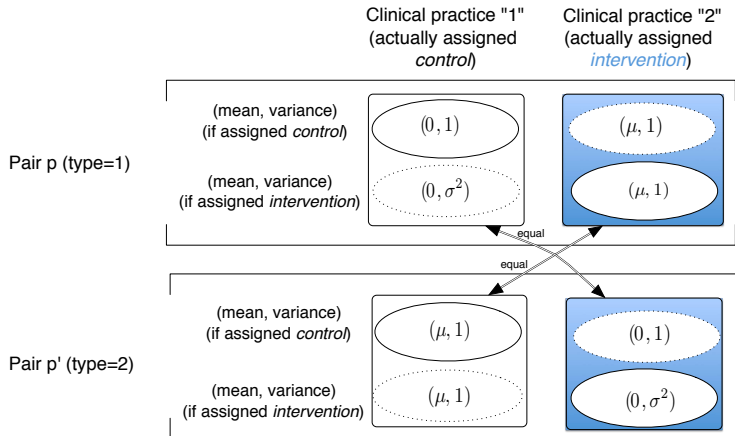 Clinical practice "1"
(actually assigned
control)
Clinical practice "2"
(actually assigned
intervention)
Pair p (type=1)
(mean, variance)
(if assigned control)
(0, 1)
(μ, 1)
(mean, variance)
(if assigned intervention)
(0, σ²)
(μ, 1)
equal
equal
Pair p' (type=2)
(mean, variance)
(if assigned control)
(μ, 1)
(0, 1)
(mean, variance)
(if assigned intervention)
(μ, 1)
(0, σ²)